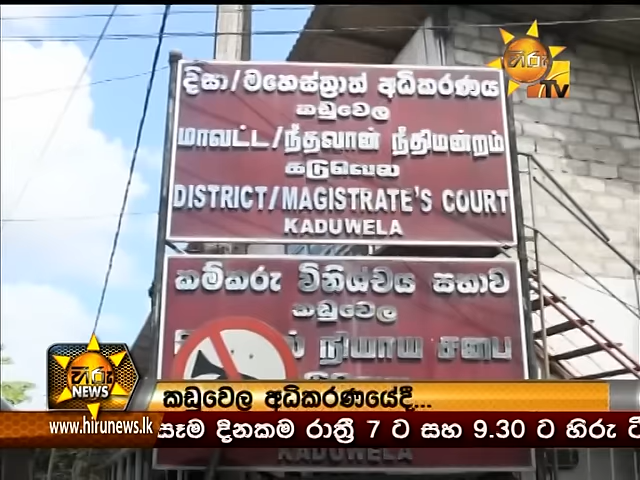 දිසා/මහෙස්ත්‍රාත් අධිකරණය
කඩුවෙල
மாவட்ட/நீதவான் நீதிமன்றம்
கடுவெல
DISTRICT/MAGISTRATE'S COURT
KADUWELA
කම්කරු විනිශ්චය සභාව
කඩුවෙල
நியாய சபை
හිරු
TV
හිරු
NEWS
කඩුවෙල අධිකරණයේදී...
www.hirunews.lk
සෑම දිනකම රාත්‍රී 7 ට සහ 9.30 ට හිරු ටී
KADUWELA